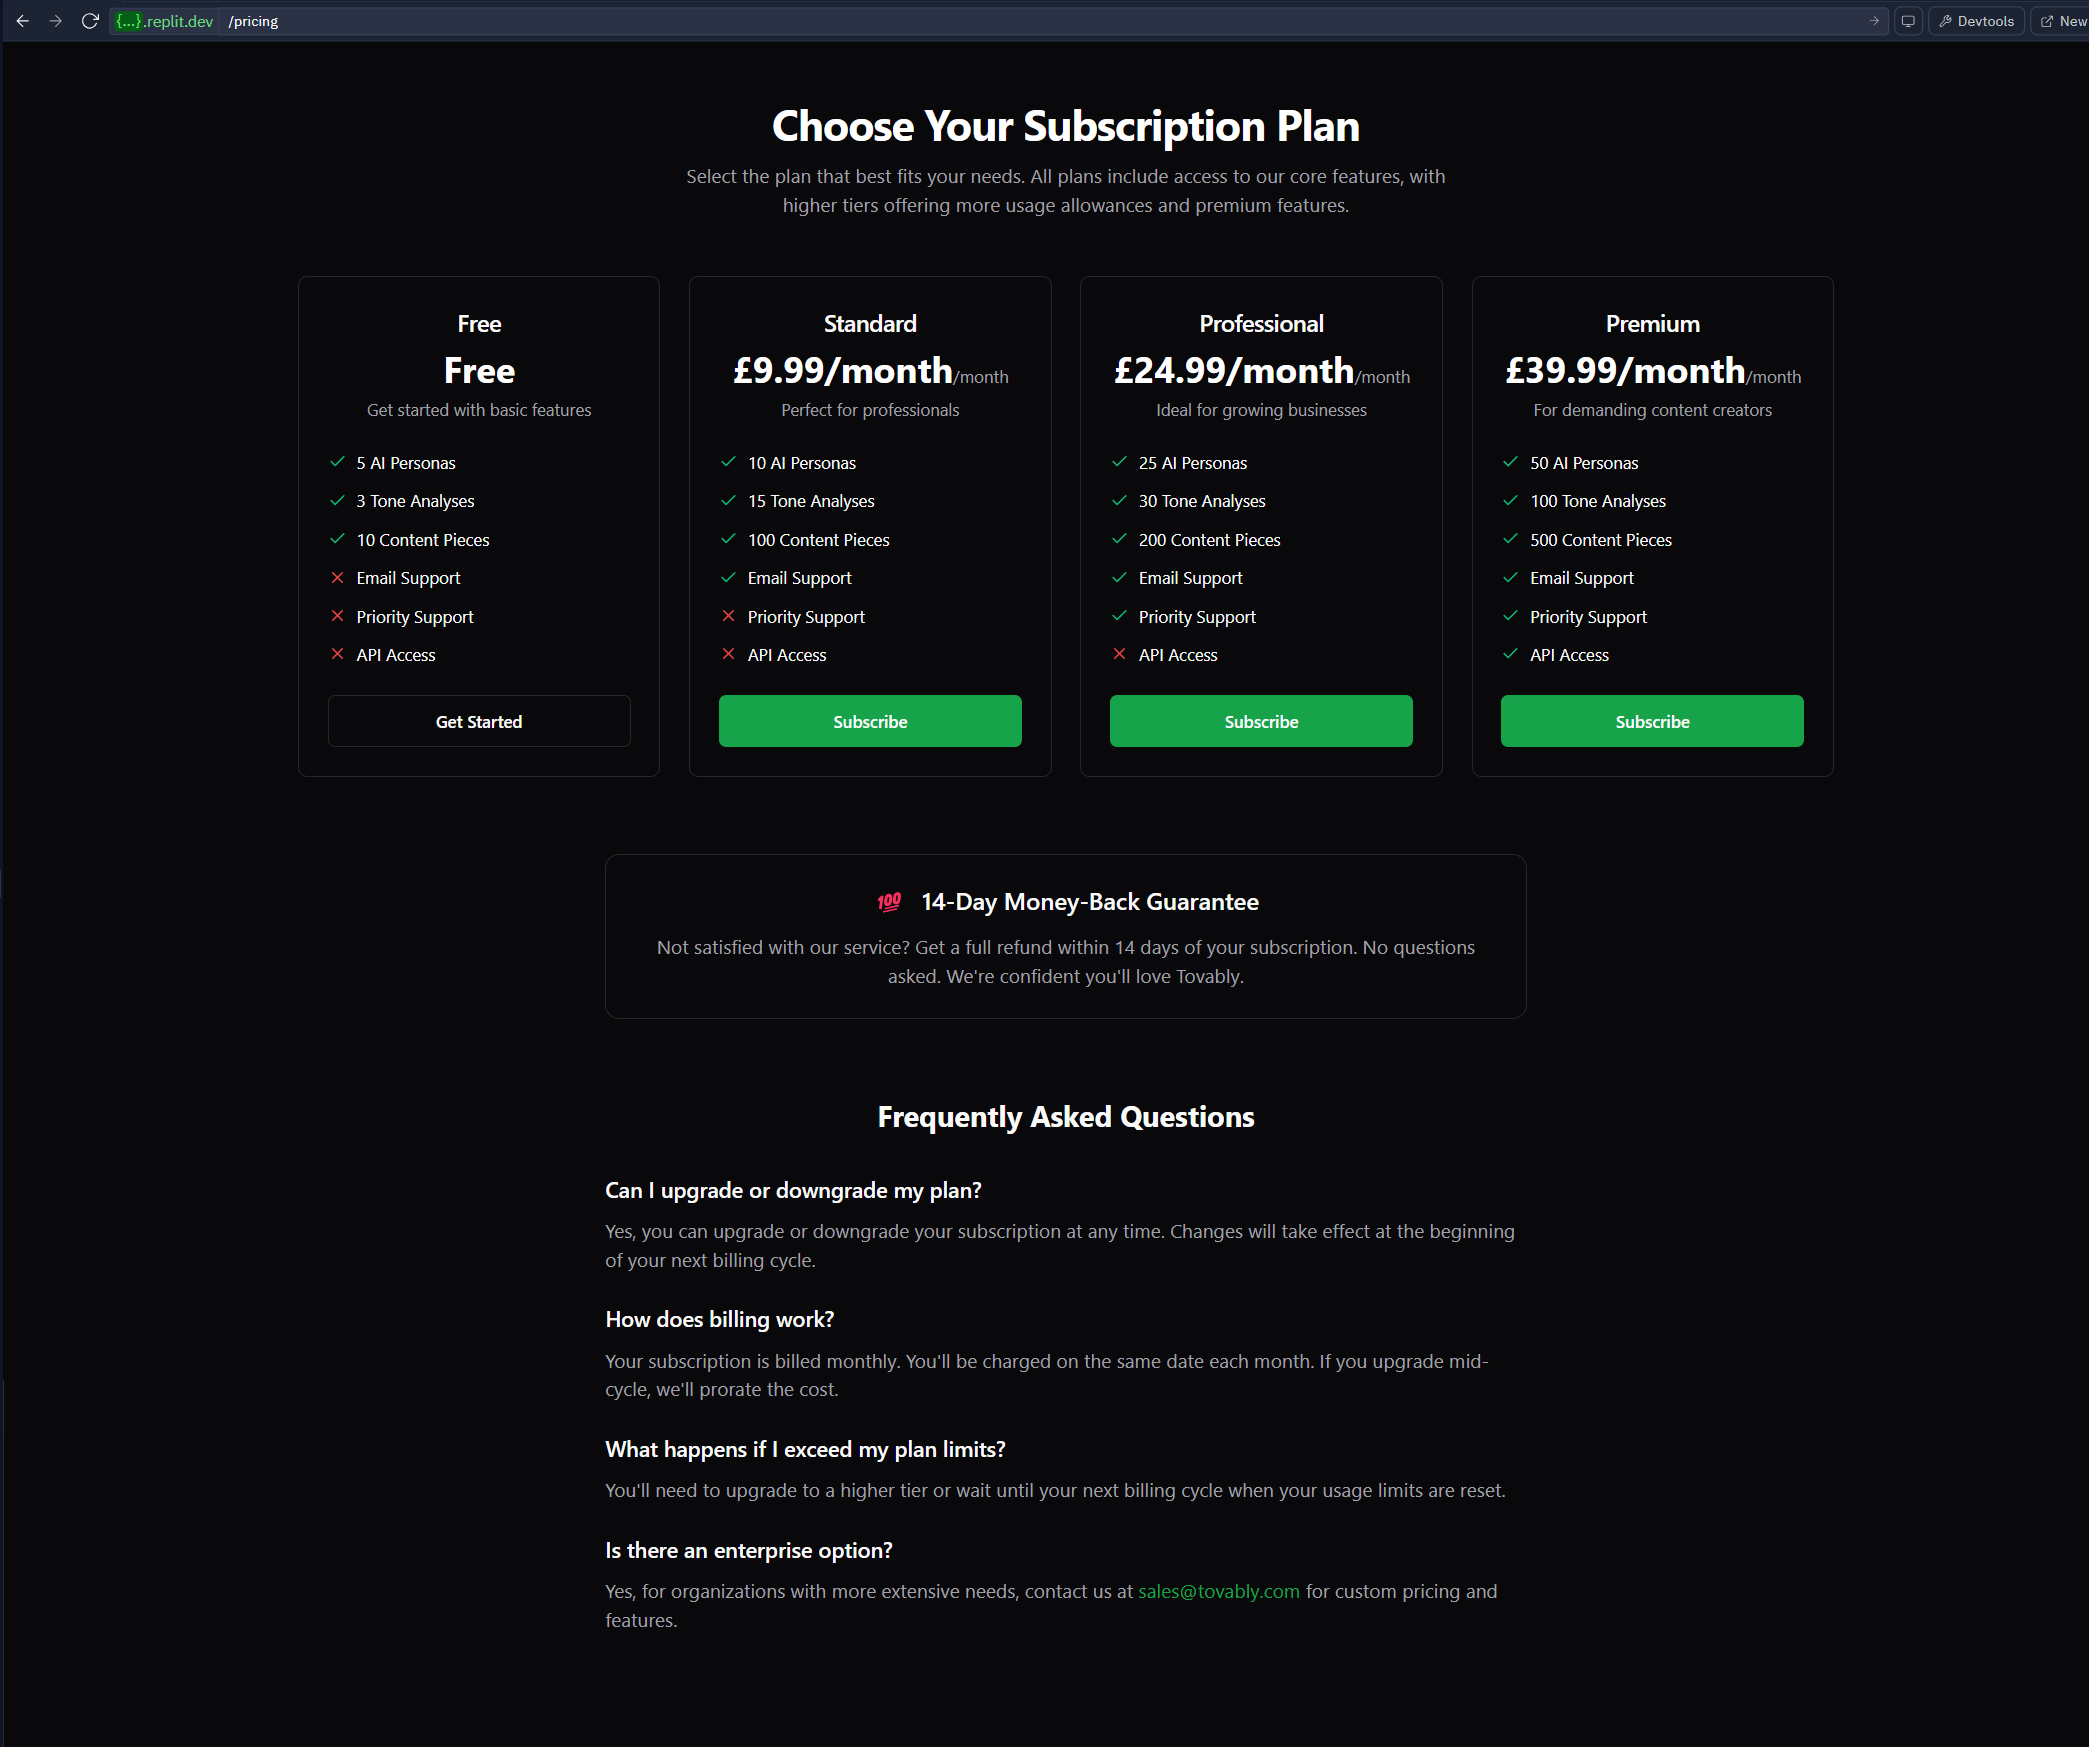 {...}.replit.dev /pricing
Devtools
New
Choose Your Subscription Plan
Select the plan that best fits your needs. All plans include access to our core features, with
higher tiers offering more usage allowances and premium features.
Free
Free
Get started with basic features
5 AI Personas
3 Tone Analyses
10 Content Pieces
Email Support
Priority Support
API Access
Get Started
Standard
£9.99/month/month
Perfect for professionals
10 AI Personas
15 Tone Analyses
100 Content Pieces
Email Support
Priority Support
API Access
Subscribe
Professional
£24.99/month/month
Ideal for growing businesses
25 AI Personas
30 Tone Analyses
200 Content Pieces
Email Support
Priority Support
API Access
Subscribe
Premium
£39.99/month/month
For demanding content creators
50 AI Personas
100 Tone Analyses
500 Content Pieces
Email Support
Priority Support
API Access
Subscribe
💯 14-Day Money-Back Guarantee
Not satisfied with our service? Get a full refund within 14 days of your subscription. No questions
asked. We're confident you'll love Tovably.
Frequently Asked Questions
Can I upgrade or downgrade my plan?
Yes, you can upgrade or downgrade your subscription at any time. Changes will take effect at the beginning
of your next billing cycle.
How does billing work?
Your subscription is billed monthly. You'll be charged on the same date each month. If you upgrade mid-
cycle, we'll prorate the cost.
What happens if I exceed my plan limits?
You'll need to upgrade to a higher tier or wait until your next billing cycle when your usage limits are reset.
Is there an enterprise option?
Yes, for organizations with more extensive needs, contact us at sales@tovably.com for custom pricing and
features.